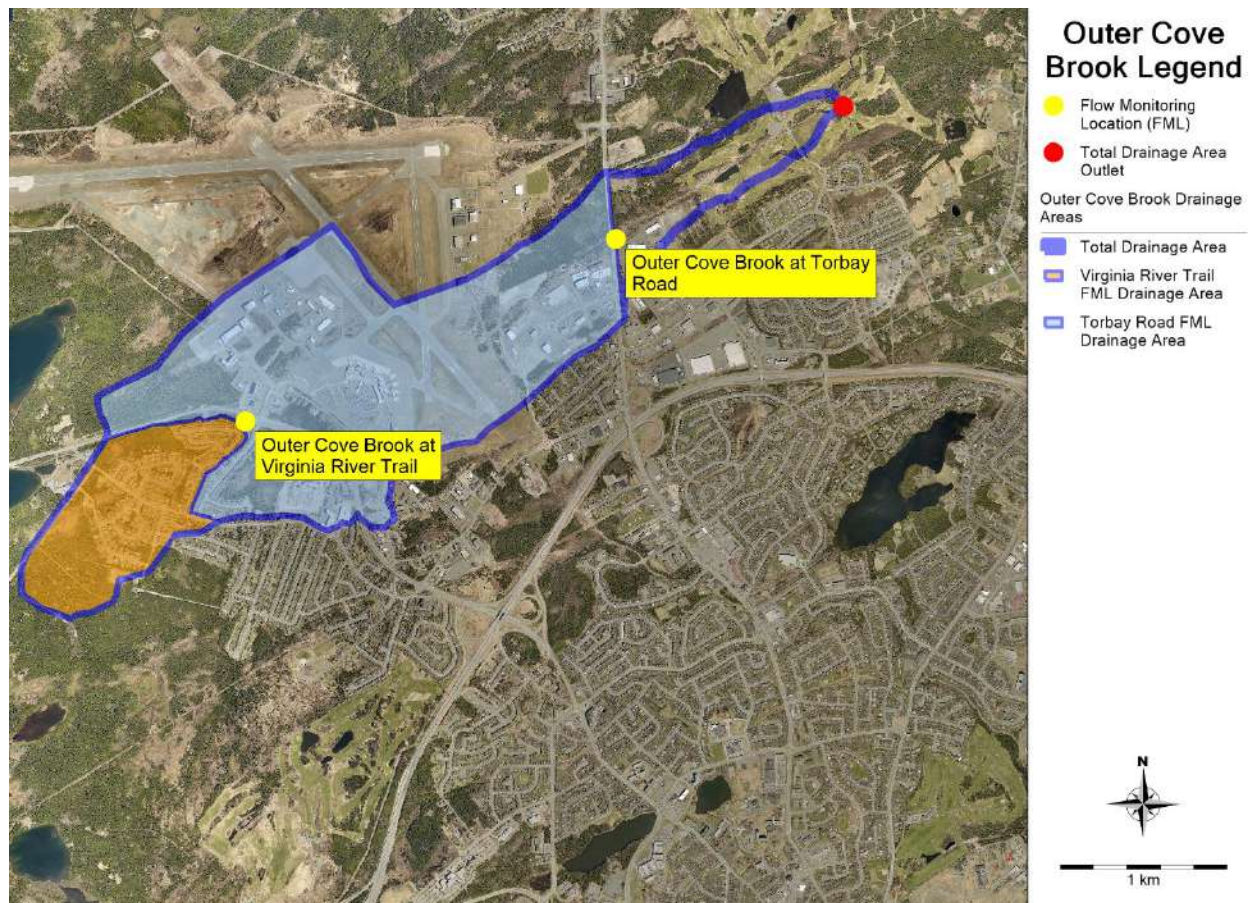 Outer Cove
Brook Legend
Flow Monitoring
Location (FML)
Total Drainage Area
Outlet
Outer Cove Brook Drainage
Areas
Total Drainage Area
Virginia River Trail
FML Drainage Area
Torbay Road FML
Drainage Area
Outer Cove Brook at Torbay
Road
Outer Cove Brook at
Virginia River Trail
N
1 km